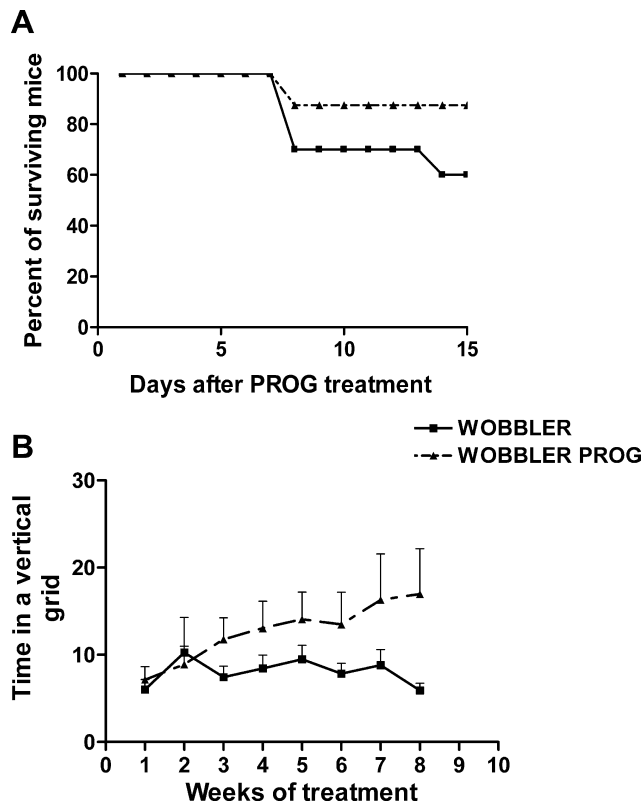 A
Percent of surviving mice
100
80
60
40
20
0
0 5 10 15
Days after PROG treatment
WOBBLER
WOBBLER PROG
B
Time in a vertical
grid
30
20
10
0
0 1 2 3 4 5 6 7 8 9 10
Weeks of treatment